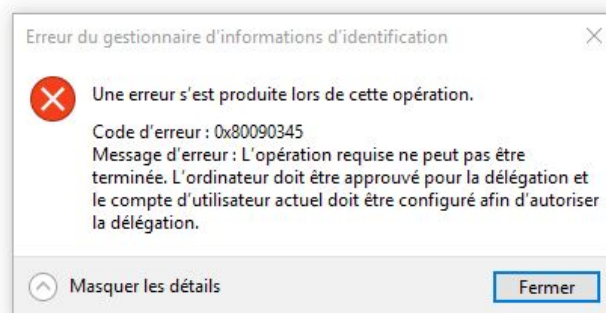 Erreur du gestionnaire d'informations d'identification
Une erreur s'est produite lors de cette opération.
Code d'erreur : 0x80090345
Message d'erreur : L'opération requise ne peut pas être
terminée. L'ordinateur doit être approuvé pour la délégation et
le compte d'utilisateur actuel doit être configuré afin d'autoriser
la délégation.
Masquer les détails
Fermer